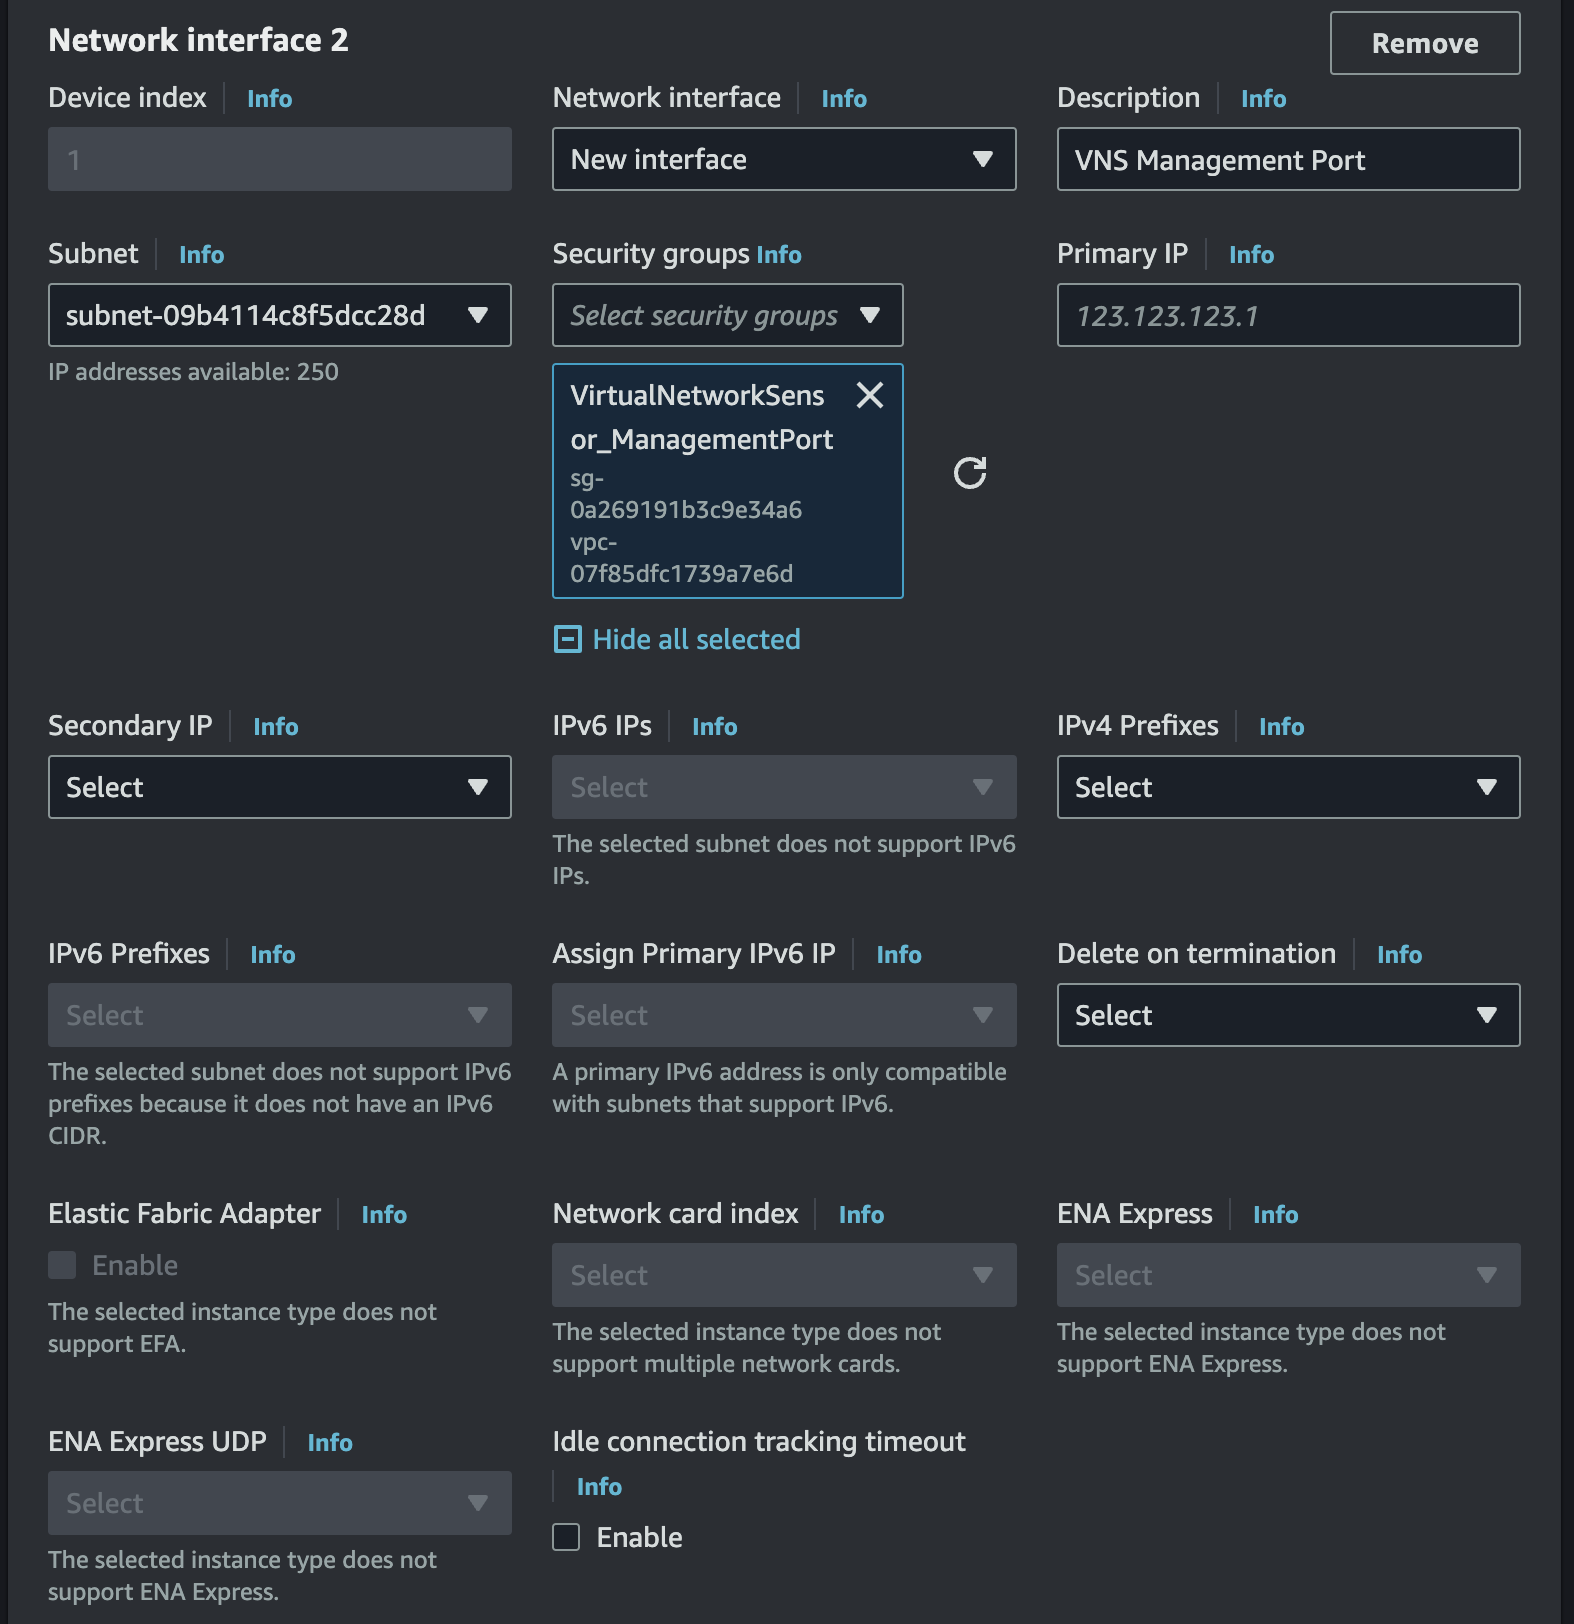 Network interface 2
Remove
Device index Info
1
Network interface Info
New interface
Description Info
VNS Management Port
Subnet Info
subnet-09b4114c8f5dcc28d
IP addresses available: 250
Security groups Info
Select security groups
VirtualNetworkSens
or_ManagementPort
sg-
0a269191b3c9e34a6
vpc-
07f85dfc1739a7e6d
Hide all selected
Primary IP Info
123.123.123.1
Secondary IP Info
Select
IPv6 IPs Info
Select
The selected subnet does not support IPv6
IPs.
IPv4 Prefixes Info
Select
IPv6 Prefixes Info
Select
The selected subnet does not support IPv6
prefixes because it does not have an IPv6
CIDR.
Assign Primary IPv6 IP Info
Select
A primary IPv6 address is only compatible
with subnets that support IPv6.
Delete on termination Info
Select
Elastic Fabric Adapter Info
Enable
The selected instance type does not
support EFA.
Network card index Info
Select
The selected instance type does not
support multiple network cards.
ENA Express Info
Select
The selected instance type does not
support ENA Express.
ENA Express UDP Info
Select
The selected instance type does not
support ENA Express.
Idle connection tracking timeout
Info
Enable